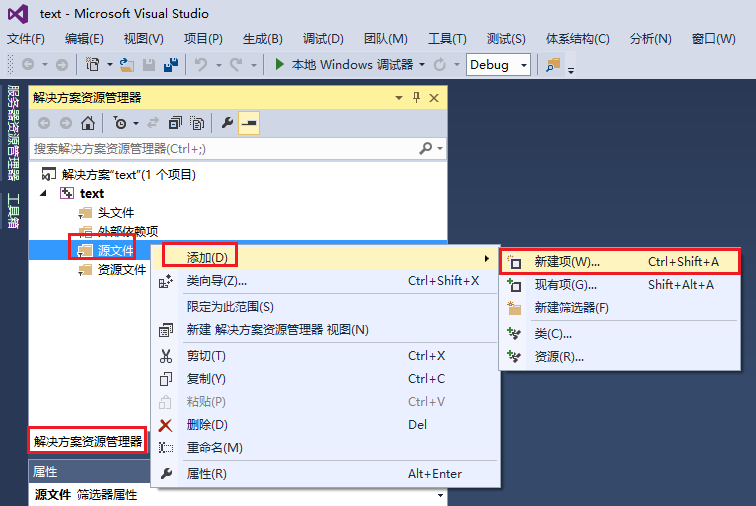 text - Microsoft Visual Studio
文件(F) 编辑(E) 视图(V) 项目(P) 生成(B) 调试(D) 团队(M) 工具(T) 测试(S) 体系结构(C) 分析(N) 窗口(W)
本地 Windows 调试器 Debug
服务器资源管理器
工具箱
解决方案资源管理器
搜索解决方案资源管理器(Ctrl+;)
解决方案"text"(1 个项目)
text
头文件
外部依赖项
源文件
资源文件
添加(D)
类向导(Z)... Ctrl+Shift+X
限定为此范围(S)
新建 解决方案资源管理器 视图(N)
剪切(T) Ctrl+X
复制(Y) Ctrl+C
粘贴(P) Ctrl+V
删除(D) Del
重命名(M)
属性(R) Alt+Enter
新建项(W)... Ctrl+Shift+A
现有项(G)... Shift+Alt+A
新建筛选器(F)
类(C)...
资源(R)...
解决方案资源管理器
属性
源文件 筛选器属性